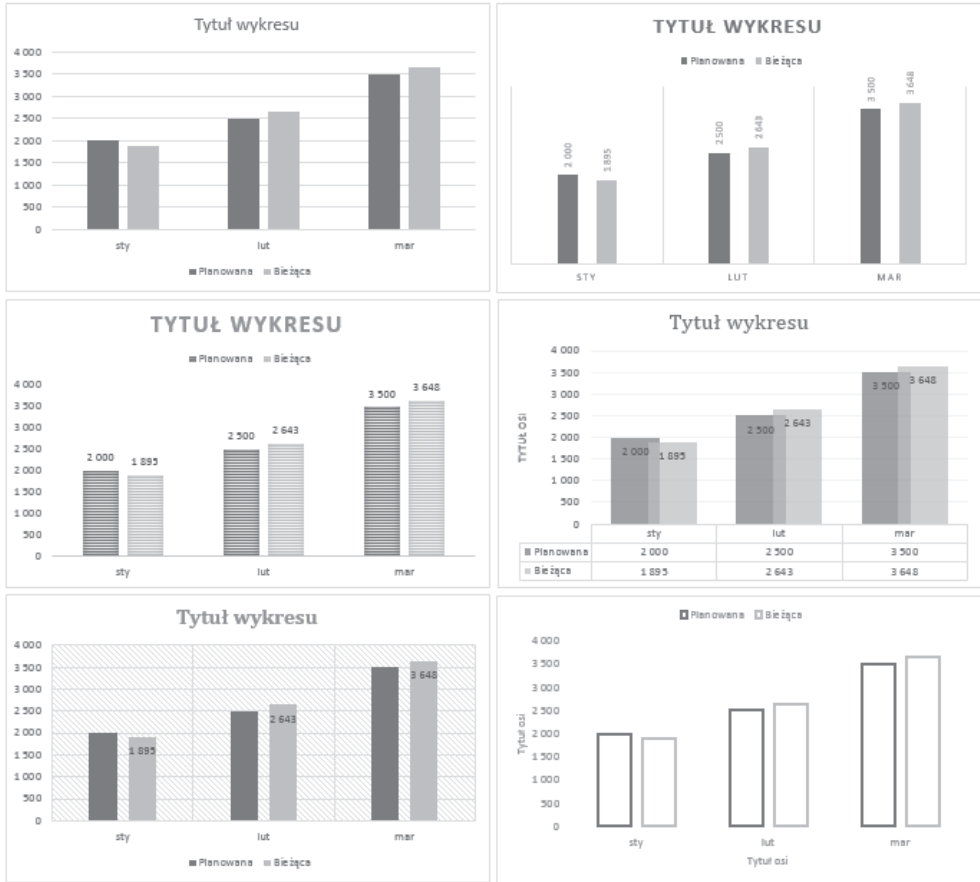 Tytuł wykresu
4 000
3 500
3 000
2 500
2 000
1 500
1 000
500
0
sty lut mar
Planowana Bieżąca
TYTUŁ WYKRESU
Planowana Bieżąca
2 000 1 895 2 500 2 643 3 500 3 648
STY LUT MAR
TYTUŁ WYKRESU
Planowana Bieżąca
4 000
3 500
3 000
2 500
2 000
1 500
1 000
500
0
2 000 1 895 2 500 2 643 3 500 3 648
sty lut mar
Tytuł wykresu
TYTUŁ OSI
4 000
3 500
3 000
2 500
2 000
1 500
1 000
500
0
2 000 1 895 2 500 2 643 3 500 3 648
sty lut mar
Planowana 2 000 2 500 3 500
Bieżąca 1 895 2 643 3 648
Tytuł wykresu
4 000
3 500
3 000
2 500
2 000
1 500
1 000
500
0
1 895 2 643 3 648
sty lut mar
Planowana Bieżąca
Planowana Bieżąca
Tytuł osi
4 000
3 500
3 000
2 500
2 000
1 500
1 000
500
0
sty lut mar
Tytuł osi